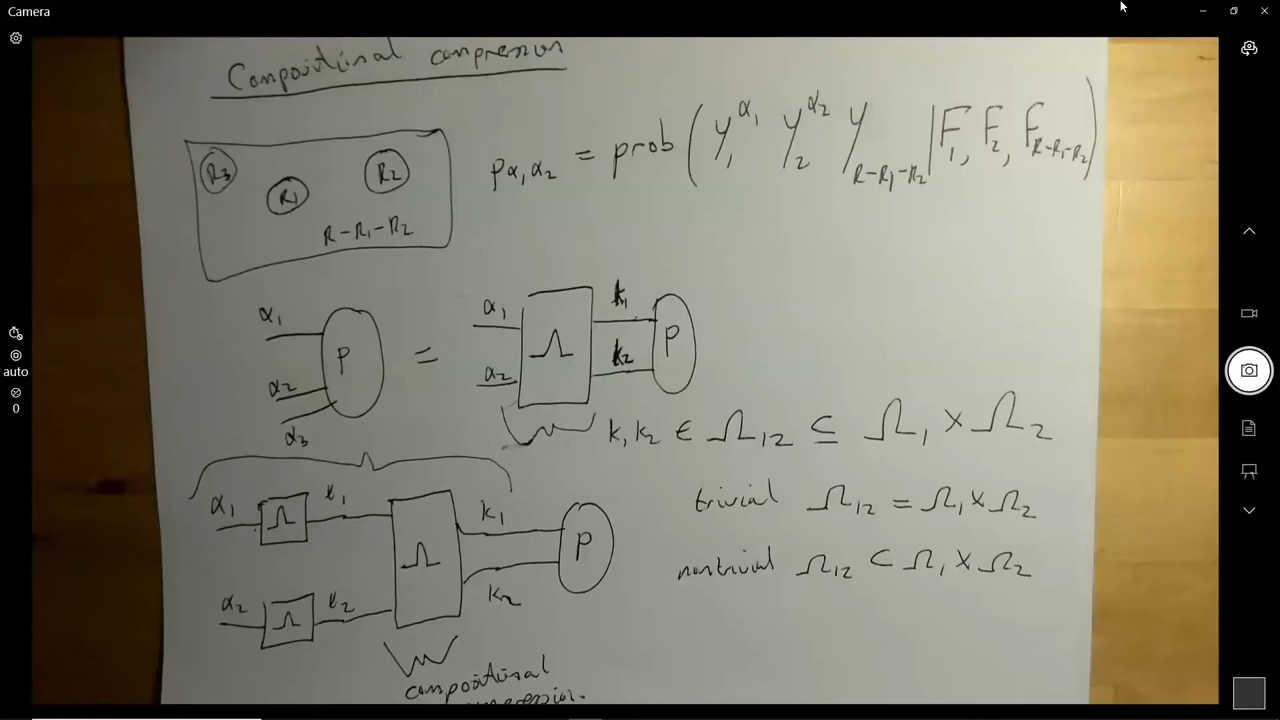 Camera
Compositional compression
R3 R1 R2
R-R1-R2
pα1α2 = prob(Y1^α1 Y2^α2 Y_R-R1-R2 | F1, F2, F_R-R1-R2)
α1 α2 α3 P = α1 α2 Λ k1 k2 P
k1k2 ∈ Ω12 ⊆ Ω1 × Ω2
α1 Λ l1 Λ k1 P
α2 Λ l2 k2
trivial Ω12 = Ω1 × Ω2
nontrivial Ω12 ⊂ Ω1 × Ω2
compositional
compression.
auto
0